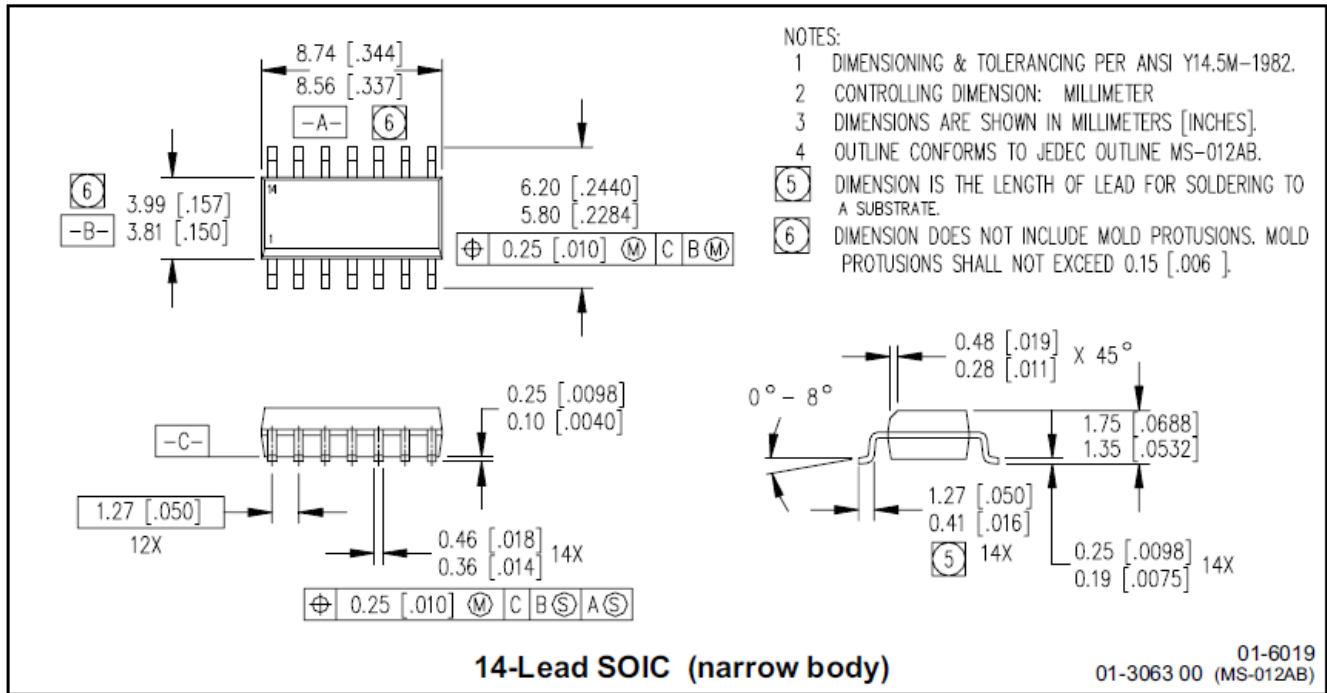 8.74 [.344]
8.56 [.337]
-A- 6
14
1
6
3.99 [.157]
3.81 [.150]
-B-
6.20 [.2440]
5.80 [.2284]
⌖ 0.25 [.010] Ⓜ C B Ⓜ
NOTES:
1 DIMENSIONING & TOLERANCING PER ANSI Y14.5M-1982.
2 CONTROLLING DIMENSION: MILLIMETER
3 DIMENSIONS ARE SHOWN IN MILLIMETERS [INCHES].
4 OUTLINE CONFORMS TO JEDEC OUTLINE MS-012AB.
5 DIMENSION IS THE LENGTH OF LEAD FOR SOLDERING TO
A SUBSTRATE.
6 DIMENSION DOES NOT INCLUDE MOLD PROTUSIONS. MOLD
PROTUSIONS SHALL NOT EXCEED 0.15 [.006 ].
-C-
0.25 [.0098]
0.10 [.0040]
1.27 [.050]
12X
0.46 [.018]
0.36 [.014] 14X
⌖ 0.25 [.010] Ⓜ C B Ⓢ A Ⓢ
0.48 [.019]
0.28 [.011] X 45°
0° - 8°
1.75 [.0688]
1.35 [.0532]
1.27 [.050]
0.41 [.016]
5 14X
0.25 [.0098]
0.19 [.0075] 14X
14-Lead SOIC (narrow body)
01-6019
01-3063 00 (MS-012AB)